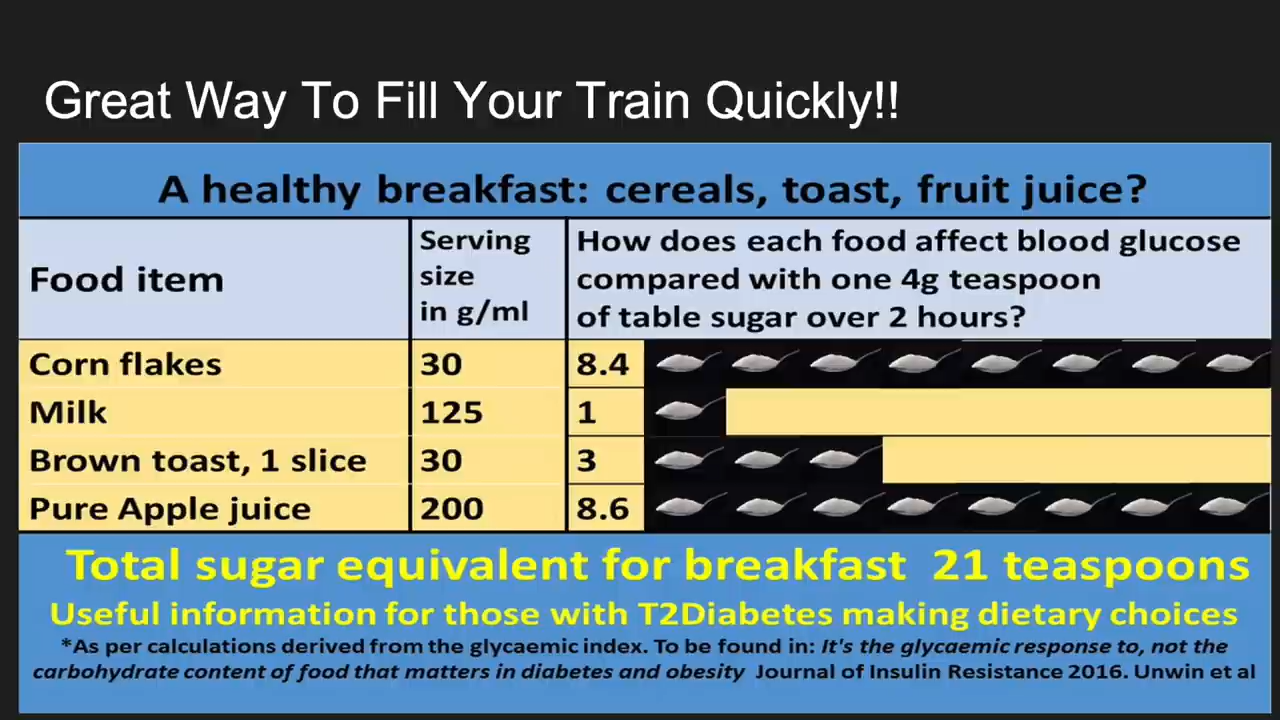 Great Way To Fill Your Train Quickly!!
A healthy breakfast: cereals, toast, fruit juice?
Food item
Serving
size
in g/ml
How does each food affect blood glucose
compared with one 4g teaspoon
of table sugar over 2 hours?
Corn flakes 30 8.4
Milk 125 1
Brown toast, 1 slice 30 3
Pure Apple juice 200 8.6
Total sugar equivalent for breakfast 21 teaspoons
Useful information for those with T2Diabetes making dietary choices
*As per calculations derived from the glycaemic index. To be found in: It's the glycaemic response to, not the
carbohydrate content of food that matters in diabetes and obesity Journal of Insulin Resistance 2016. Unwin et al